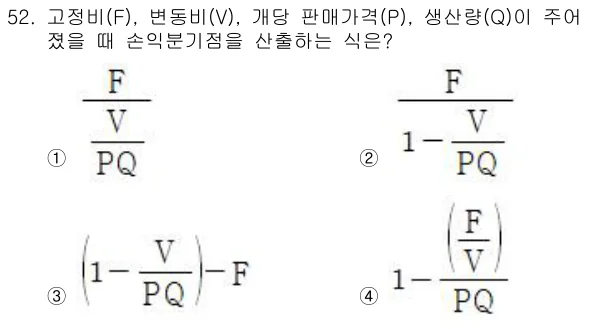 52. 고정비(F), 변동비(V), 개당 판매가격(P), 생산량(Q)이 주어
졌을 때 손익분기점을 산출하는 식은?
① F / (V / PQ)
② F / (1 - V / PQ)
③ (1 - V / PQ) - F
④ 1 - (F / V) / PQ